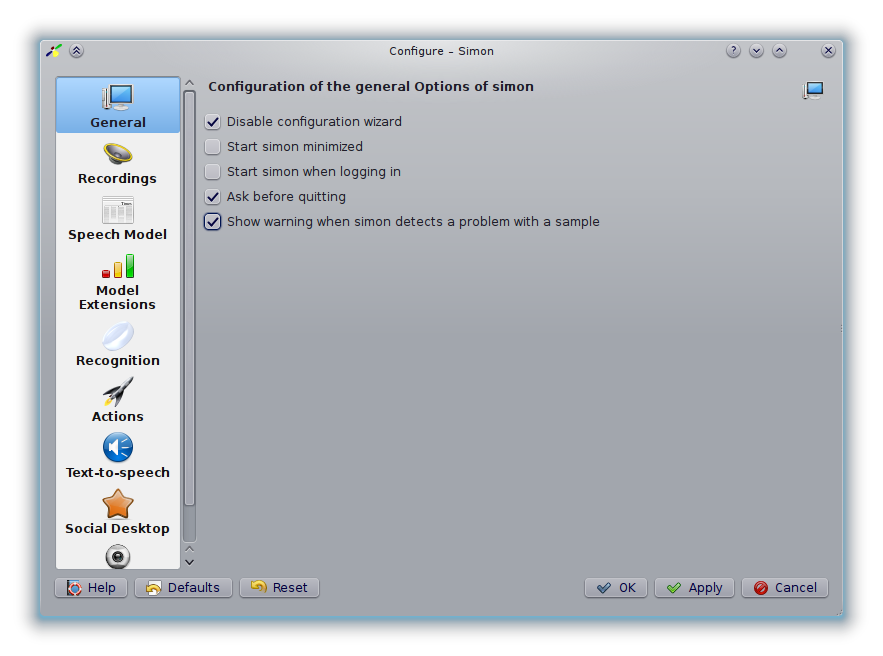 Configure – Simon
General
Recordings
Speech Model
Model
Extensions
Recognition
Actions
Text-to-speech
Social Desktop
Configuration of the general Options of simon
Disable configuration wizard
Start simon minimized
Start simon when logging in
Ask before quitting
Show warning when simon detects a problem with a sample
Help
Defaults
Reset
OK
Apply
Cancel